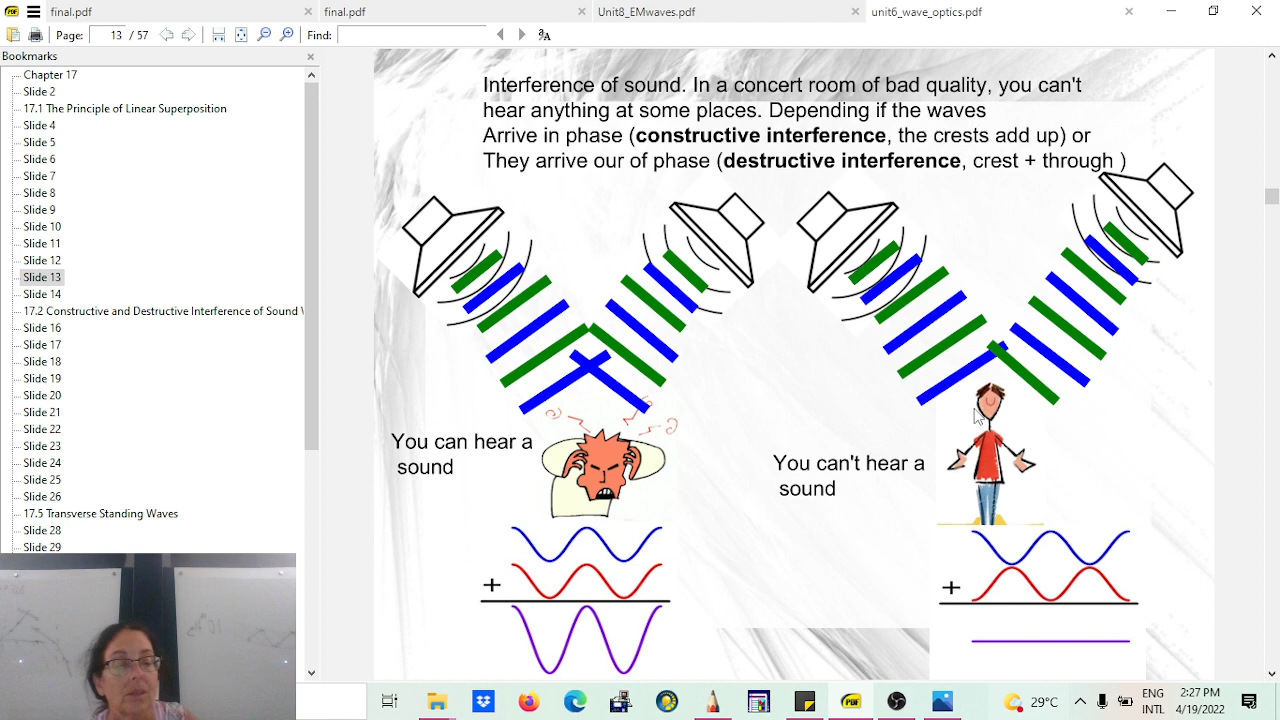 final.pdf
final.pdf
Unit8_EMwaves.pdf
unit6_wave_optics.pdf
Page: 13 / 57
Find:
Bookmarks
Chapter 17
Slide 2
17.1 The Principle of Linear Superposition
Slide 4
Slide 5
Slide 6
Slide 7
Slide 8
Slide 9
Slide 10
Slide 11
Slide 12
Slide 13
Slide 14
17.2 Constructive and Destructive Interference of Sound W
Slide 16
Slide 17
Slide 18
Slide 19
Slide 20
Slide 21
Slide 22
Slide 23
Slide 24
Slide 25
Slide 26
17.5 Transverse Standing Waves
Slide 28
Slide 29
Interference of sound. In a concert room of bad quality, you can't
hear anything at some places. Depending if the waves
Arrive in phase (constructive interference, the crests add up) or
They arrive our of phase (destructive interference, crest + through )
You can hear a
sound
You can't hear a
sound
+
+
29°C
ENG
INTL
2:27 PM
4/19/2022